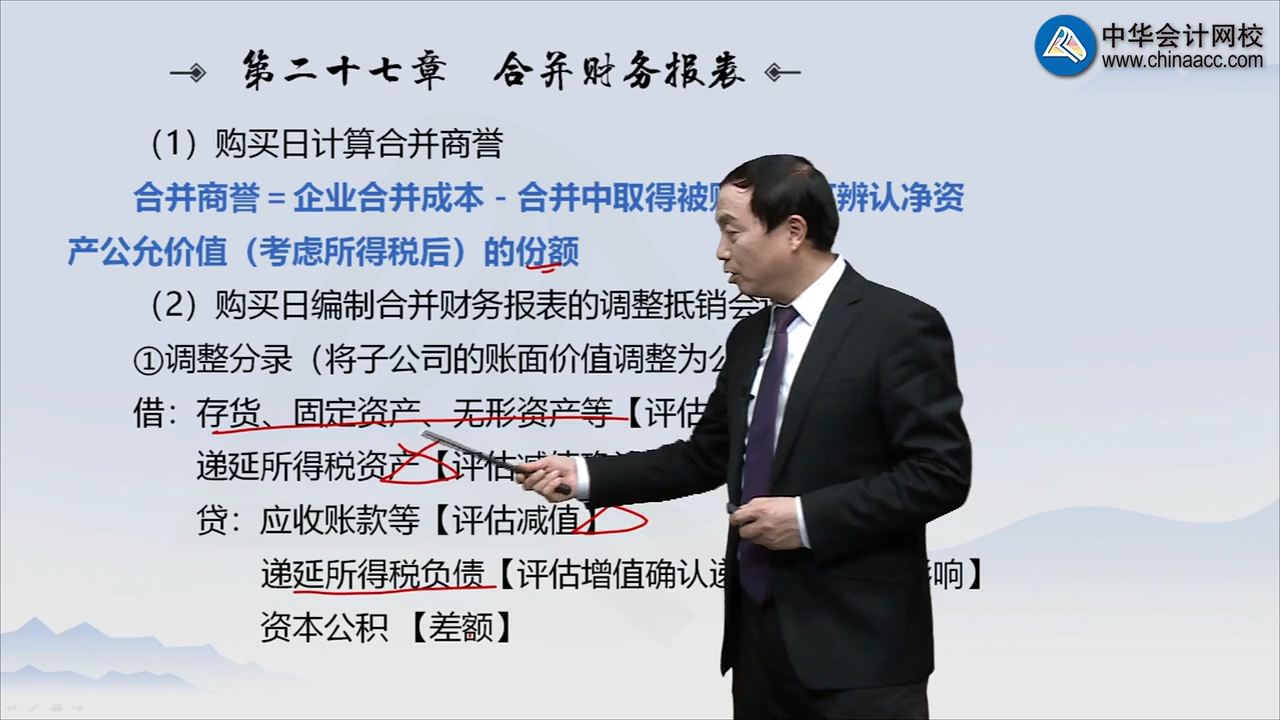 中华会计网校
www.chinaacc.com
第二十七章 合并财务报表
（1）购买日计算合并商誉
合并商誉＝企业合并成本－合并中取得被 辨认净资
产公允价值（考虑所得税后）的份额
（2）购买日编制合并财务报表的调整抵销会
①调整分录（将子公司的账面价值调整为
借：存货、固定资产、无形资产等【评估
递延所得税资产【评估减值
贷：应收账款等【评估减值】
递延所得税负债【评估增值确认递 响】
资本公积【差额】